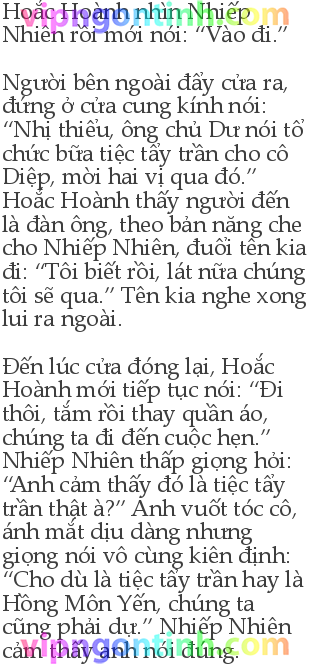 Hoắc Hoành nhìn Nhiếp
Nhiên rồi mới nói: “Vào đi.”
vipngontinh.com
Người bên ngoài đẩy cửa ra,
đứng ở cửa cung kính nói:
“Nhị thiểu, ông chủ Dư nói tổ
chức bữa tiệc tẩy trần cho cô
Diệp, mời hai vị qua đó.”
Hoắc Hoành thấy người đến
là đàn ông, theo bản năng che
cho Nhiếp Nhiên, đuổi tên kia
đi: “Tôi biết rồi, lát nữa chúng
tôi sẽ qua.” Tên kia nghe xong
lui ra ngoài.
Đến lúc cửa đóng lại, Hoắc
Hoành mới tiếp tục nói: “Đi
thôi, tắm rồi thay quần áo,
chúng ta đi đến cuộc hẹn.”
Nhiếp Nhiên thấp giọng hỏi:
“Anh cảm thấy đó là tiệc tẩy
trần thật à?” Anh vuốt tóc cô,
ánh mắt dịu dàng nhưng
giọng nói vô cùng kiên định:
“Cho dù là tiệc tẩy trần hay là
Hồng Môn Yến, chúng ta
cũng phải dự.” Nhiếp Nhiên
cảm thấy anh nói đúng.
vipngontinh.com